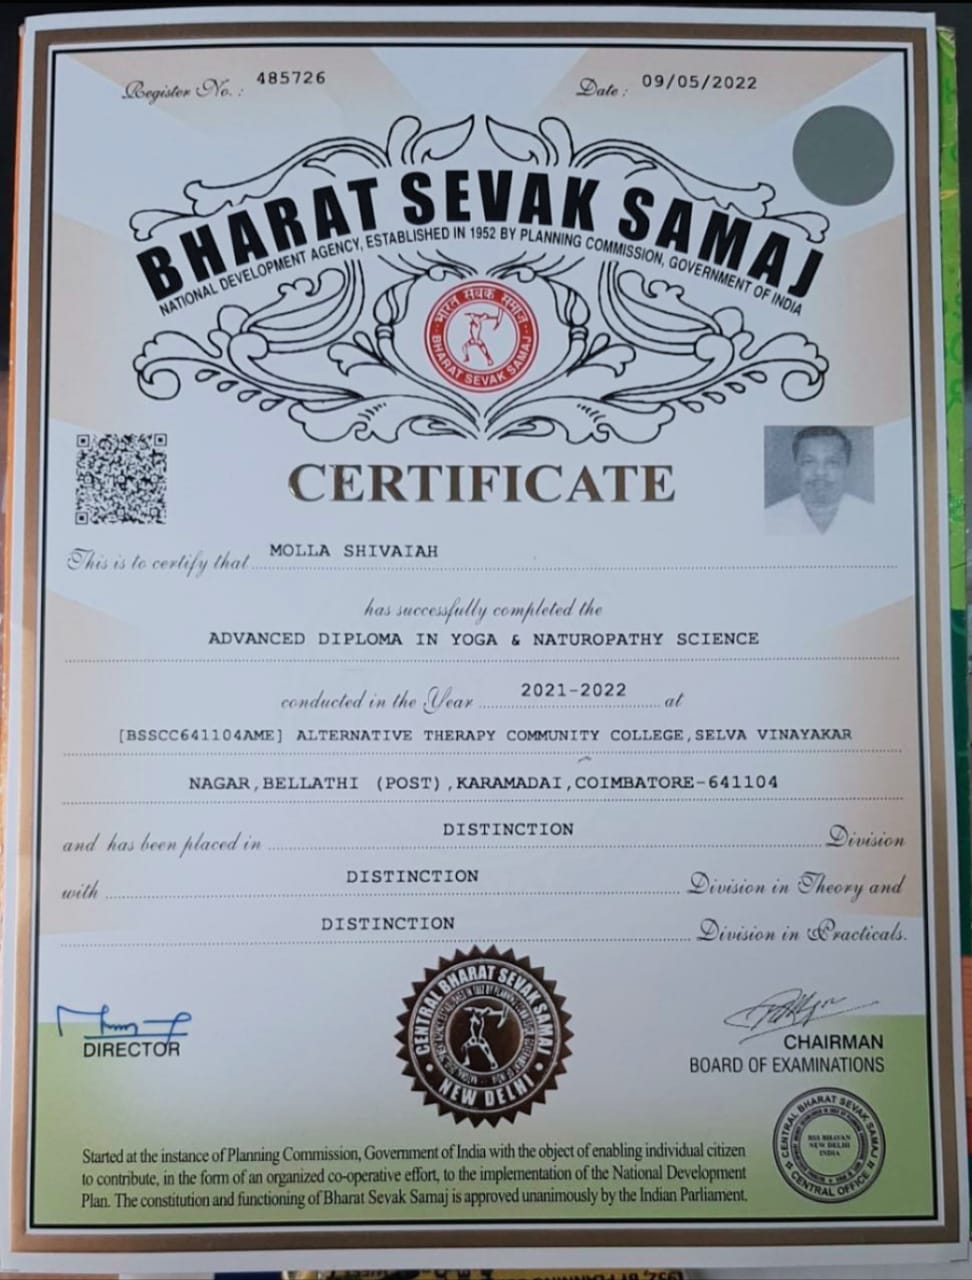 Register No. : 485726
Date : 09/05/2022
BHARAT SEVAK SAMAJ
NATIONAL DEVELOPMENT AGENCY, ESTABLISHED IN 1952 BY PLANNING COMMISSION, GOVERNMENT OF INDIA
भारत सेवक समाज
BHARAT SEVAK SAMAJ
CERTIFICATE
This is to certify that MOLLA SHIVAIAH
has successfully completed the
ADVANCED DIPLOMA IN YOGA & NATUROPATHY SCIENCE
conducted in the Year 2021-2022 at
[BSSCC641104AME] ALTERNATIVE THERAPY COMMUNITY COLLEGE,SELVA VINAYAKAR
NAGAR,BELLATHI (POST),KARAMADAI,COIMBATORE-641104
and has been placed in DISTINCTION Division
with DISTINCTION Division in Theory and
DISTINCTION Division in Practicals.
CENTRAL BHARAT SEVAK SAMAJ
NEW DELHI
DIRECTOR
CHAIRMAN
BOARD OF EXAMINATIONS
CENTRAL BHARAT SEVAK SAMAJ
BSS BHAVAN
NEW DELHI
INDIA
CENTRAL OFFICE
Started at the instance of Planning Commission, Government of India with the object of enabling individual citizen
to contribute, in the form of an organized co-operative effort, to the implementation of the National Development
Plan. The constitution and functioning of Bharat Sevak Samaj is approved unanimously by the Indian Parliament.